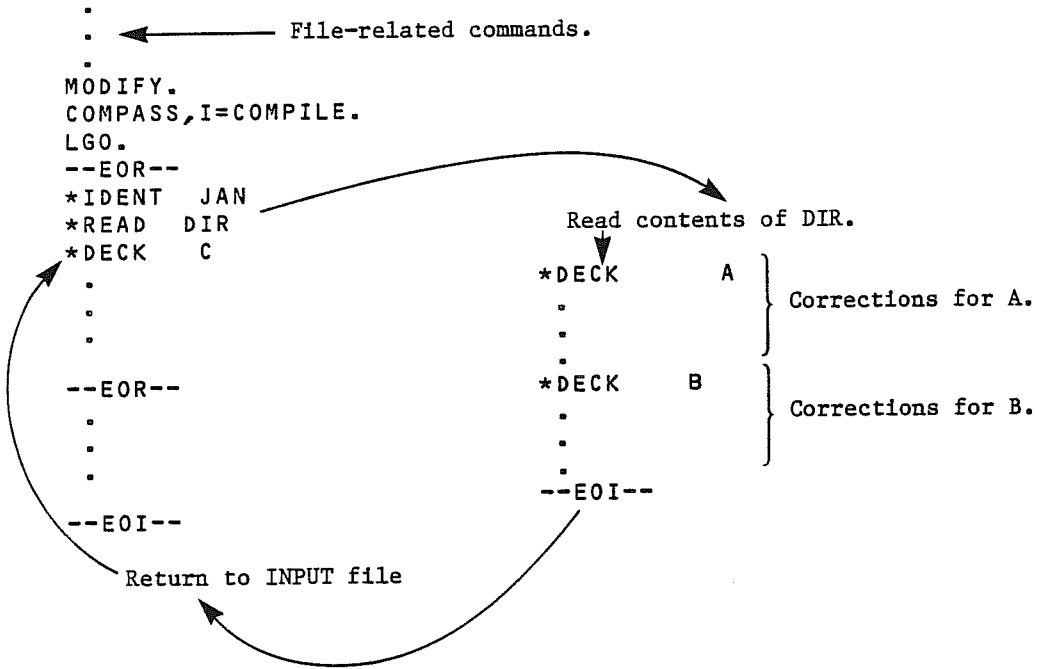 .
. File-related commands.
.
MODIFY.
COMPASS,I=COMPILE.
LGO.
--EOR--
*IDENT JAN
*READ DIR
*DECK C
.
.
.
--EOR--
.
.
.
--EOI--
Return to INPUT file
Read contents of DIR.
*DECK A
.
. Corrections for A.
.
.
*DECK B
.
. Corrections for B.
.
--EOI--